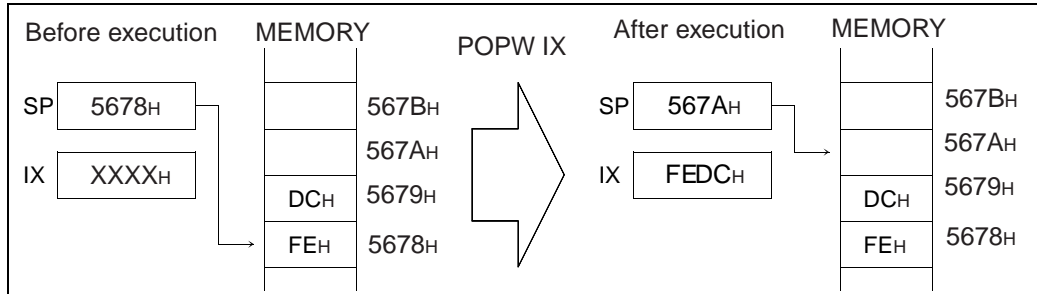 Before execution MEMORY POPW IX After execution MEMORY
SP 5678H 567BH SP 567AH 567BH
567AH 567AH
IX XXXXH DCH 5679H IX FEDCH DCH 5679H
FEH 5678H FEH 5678H